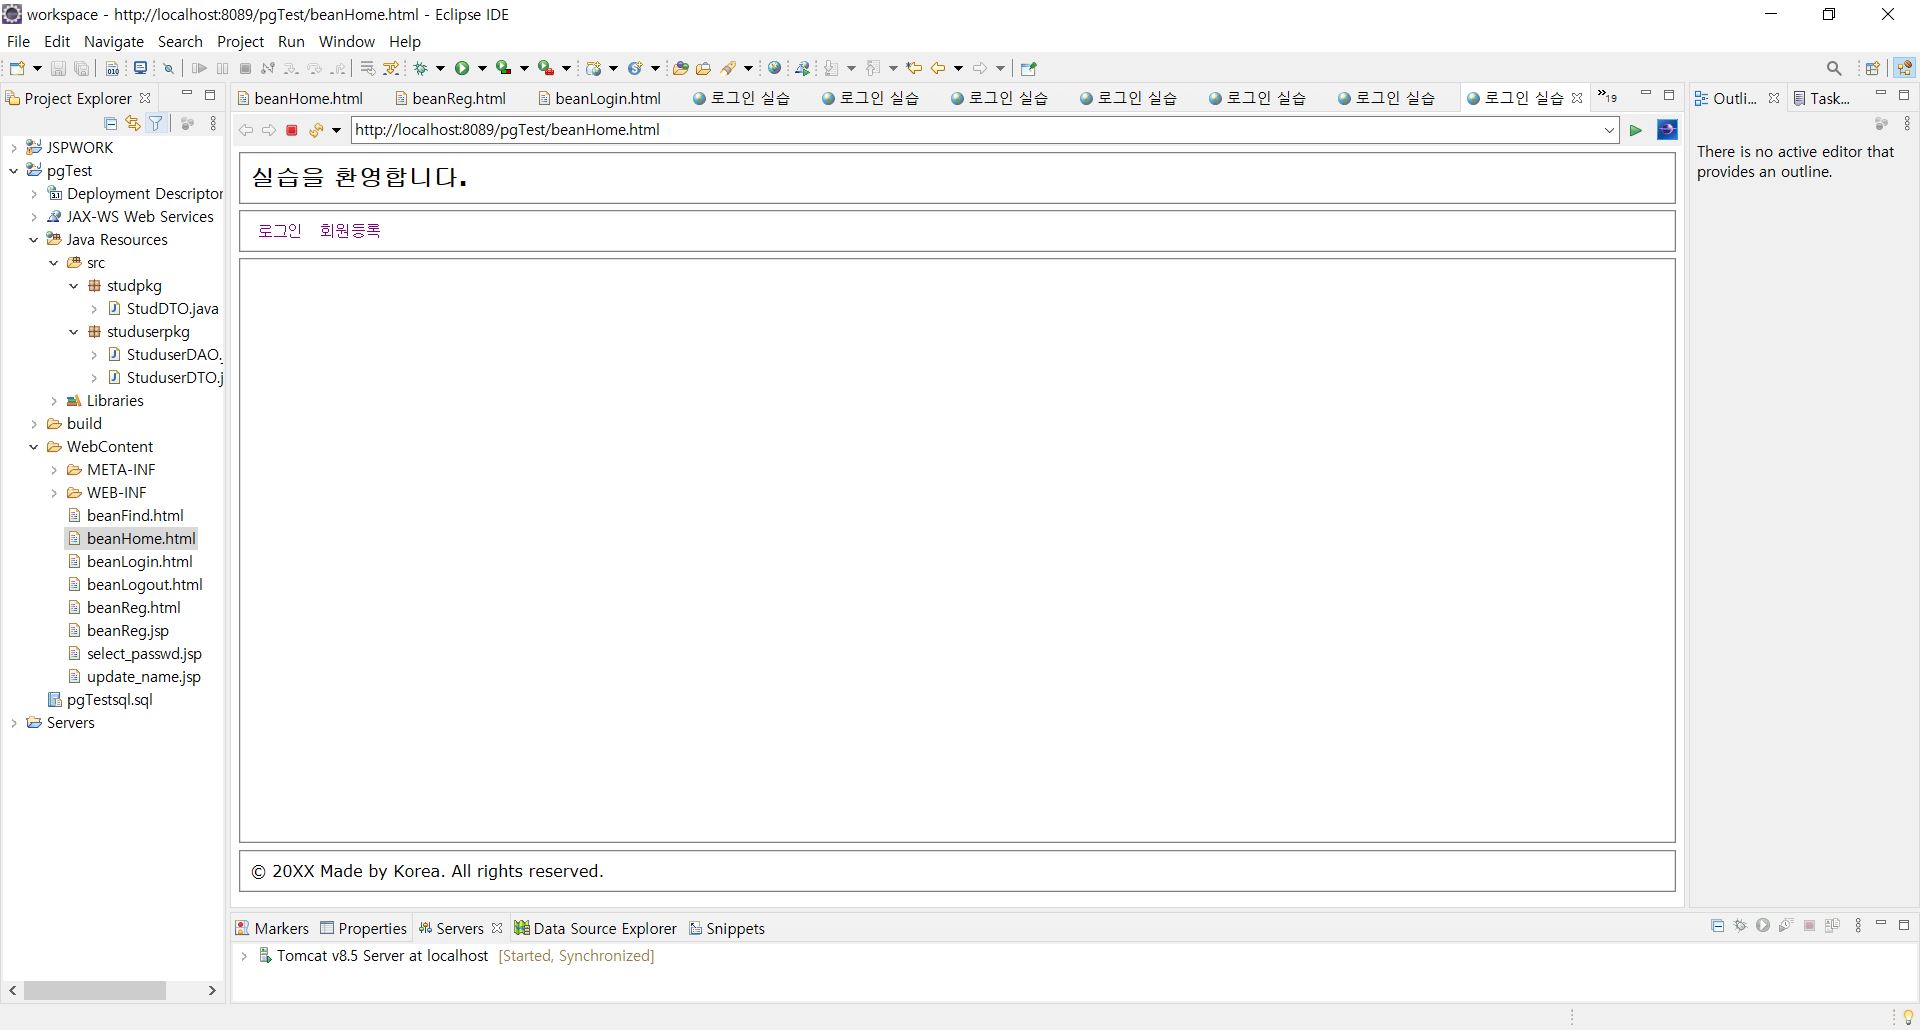 workspace - http://localhost:8089/pgTest/beanHome.html - Eclipse IDE
File Edit Navigate Search Project Run Window Help
Project Explorer
beanHome.html beanReg.html beanLogin.html 로그인 실습 로그인 실습 로그인 실습 로그인 실습 로그인 실습 로그인 실습 로그인 실습 »19
Outli... Task...
http://localhost:8089/pgTest/beanHome.html
There is no active editor that
provides an outline.
JSPWORK
pgTest
Deployment Descriptor
JAX-WS Web Services
Java Resources
src
studpkg
StudDTO.java
studuserpkg
StuduserDAO.
StuduserDTO.j
Libraries
build
WebContent
META-INF
WEB-INF
beanFind.html
beanHome.html
beanLogin.html
beanLogout.html
beanReg.html
beanReg.jsp
select_passwd.jsp
update_name.jsp
pgTestsql.sql
Servers
실습을 환영합니다.
로그인 회원등록
© 20XX Made by Korea. All rights reserved.
Markers Properties Servers Data Source Explorer Snippets
Tomcat v8.5 Server at localhost [Started, Synchronized]